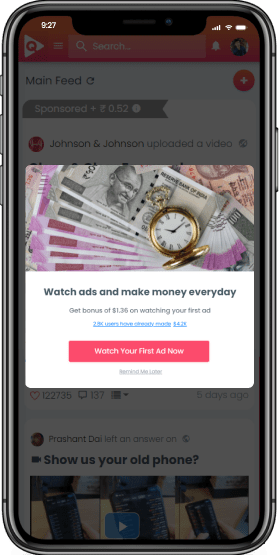 9:27
Search...
Main Feed
Sponsored + ₹ 0.52
Johnson & Johnson uploaded a video
RESERVE BANK OF INDIA
Watch ads and make money everyday
Get bonus of $1.36 on watching your first ad
2.9K users have already made $4.2K
Watch Your First Ad Now
Remind Me Later
122735 137 5 days ago
Prashant Dai left an answer on
Show us your old phone?